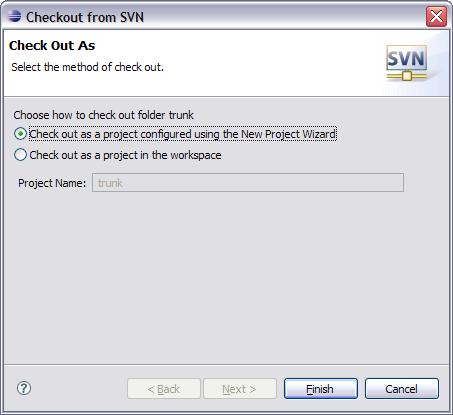 Checkout from SVN
Check Out As
Select the method of check out.
SVN
Choose how to check out folder trunk
Check out as a project configured using the New Project Wizard
Check out as a project in the workspace
Project Name: trunk
? < Back Next > Finish Cancel